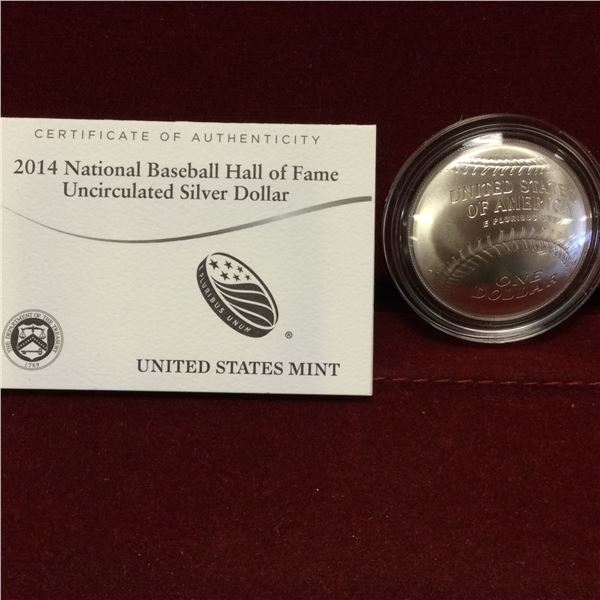 CERTIFICATE OF AUTHENTICITY
2014 National Baseball Hall of Fame
Uncirculated Silver Dollar
PLURIBUS UNUM
®
THE DEPARTMENT OF THE TREASURY
1789
UNITED STATES MINT
UNITED STATES
OF AMERICA
E PLURIBUS
ONE
DOLLAR